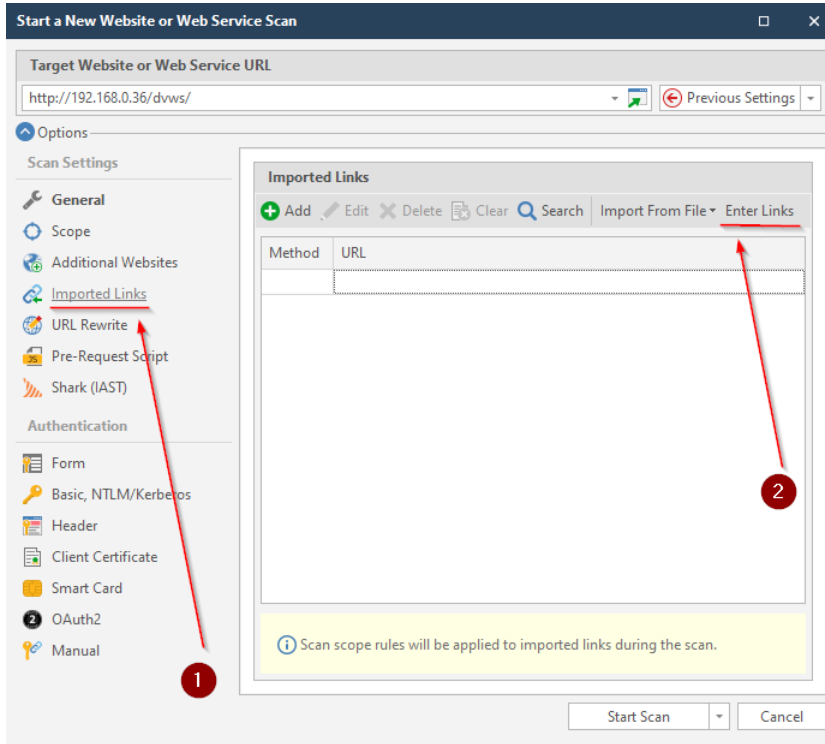 Start a New Website or Web Service Scan
Target Website or Web Service URL
http://192.168.0.36/dvws/
Previous Settings
Options
Scan Settings
General
Scope
Additional Websites
Imported Links
URL Rewrite
JS
Pre-Request Script
Shark (IAST)
Authentication
Form
Basic, NTLM/Kerberos
Header
Client Certificate
Smart Card
2
OAuth2
Manual
1
Imported Links
Add Edit Delete Clear Search Import From File Enter Links
Method URL
2
Scan scope rules will be applied to imported links during the scan.
Start Scan Cancel